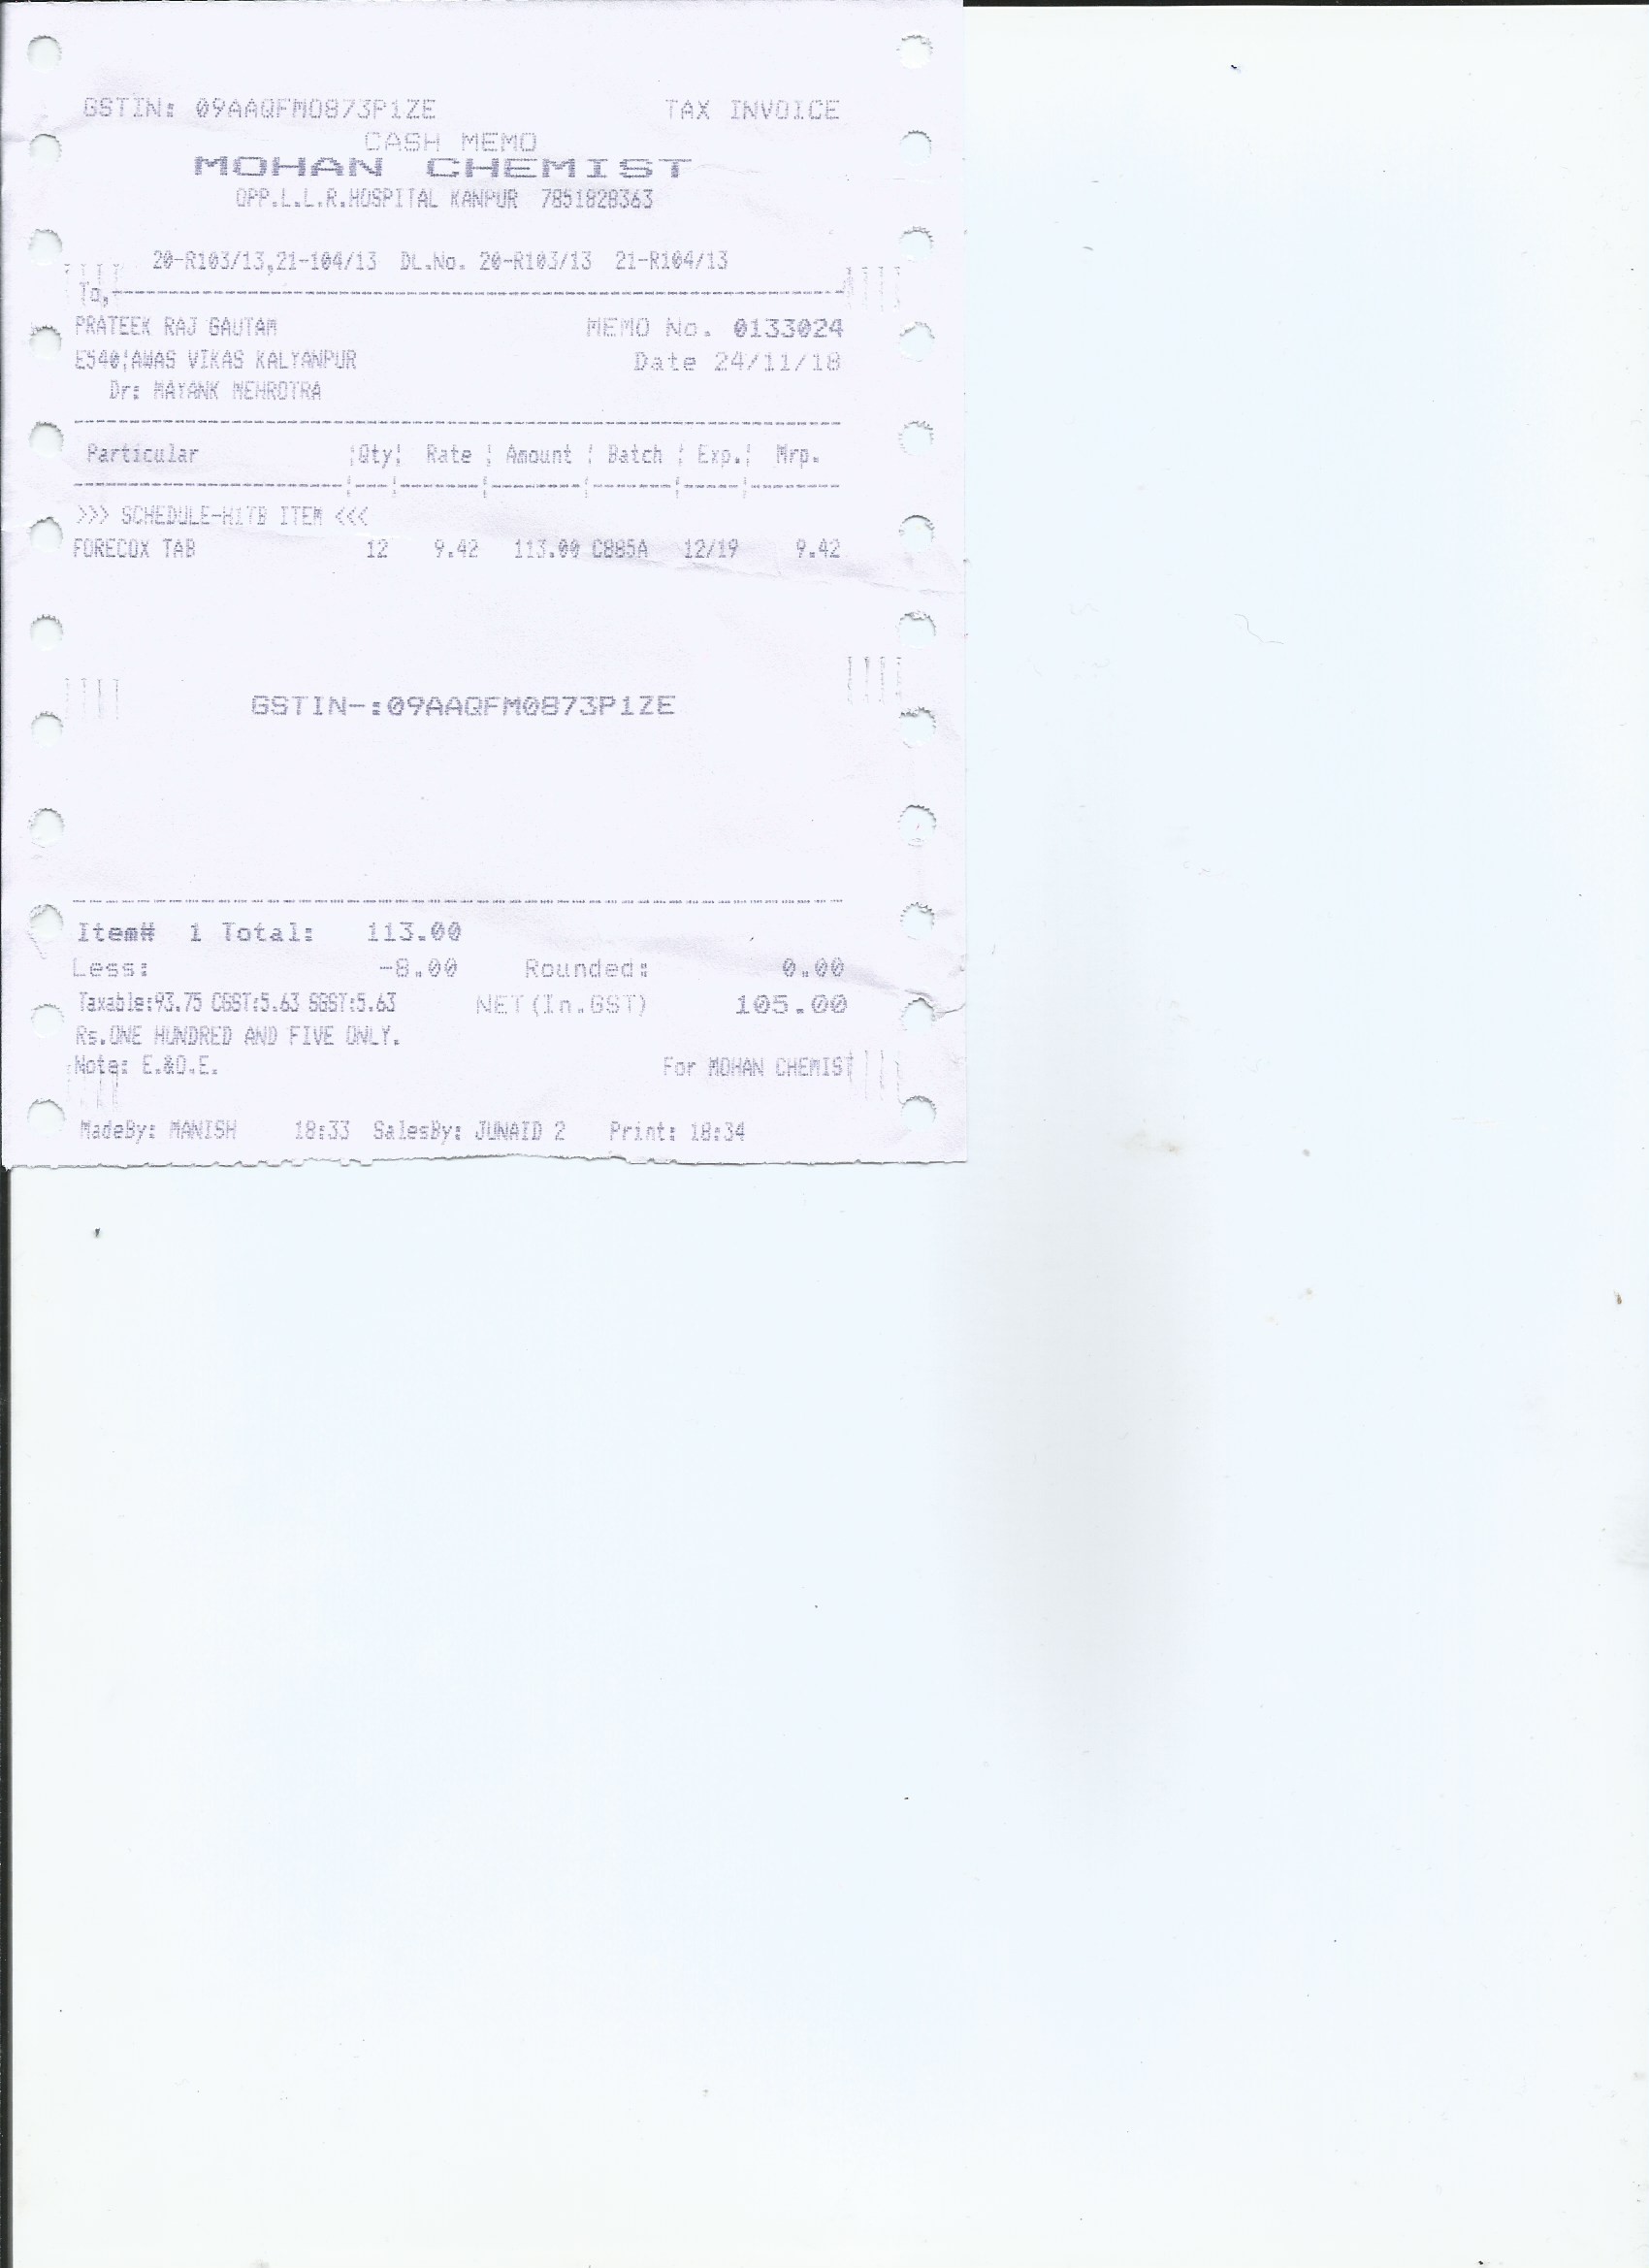 GSTIN: 09AAQFM0873P1ZE TAX INVOICE
CASH MEMO
MOHAN CHEMIST
OPP.L.L.R.HOSPITAL KANPUR 7851828363
20-R103/13,21-104/13 DL.No. 20-R103/13 21-R104/13
To,
PRATEEK RAJ GAUTAM MEMO No. 0133024
E540¦AWAS VIKAS KALYANPUR Date 24/11/18
Dr: MAYANK MEHROTRA
Particular ¦Qty¦ Rate ¦ Amount ¦ Batch ¦ Exp.¦ Mrp.
>>> SCHEDULE-H1TB ITEM <<<
FORECOX TAB 12 9.42 113.00 C885A 12/19 9.42
GSTIN-:09AAQFM0873P1ZE
Item# 1 Total: 113.00
Less: -8.00 Rounded: 0.00
Taxable:93.75 CGST:5.63 SGST:5.63 NET(In.GST) 105.00
Rs.ONE HUNDRED AND FIVE ONLY.
Note: E.&O.E. For MOHAN CHEMIST
MadeBy: MANISH 18:33 SalesBy: JUNAID 2 Print: 18:34